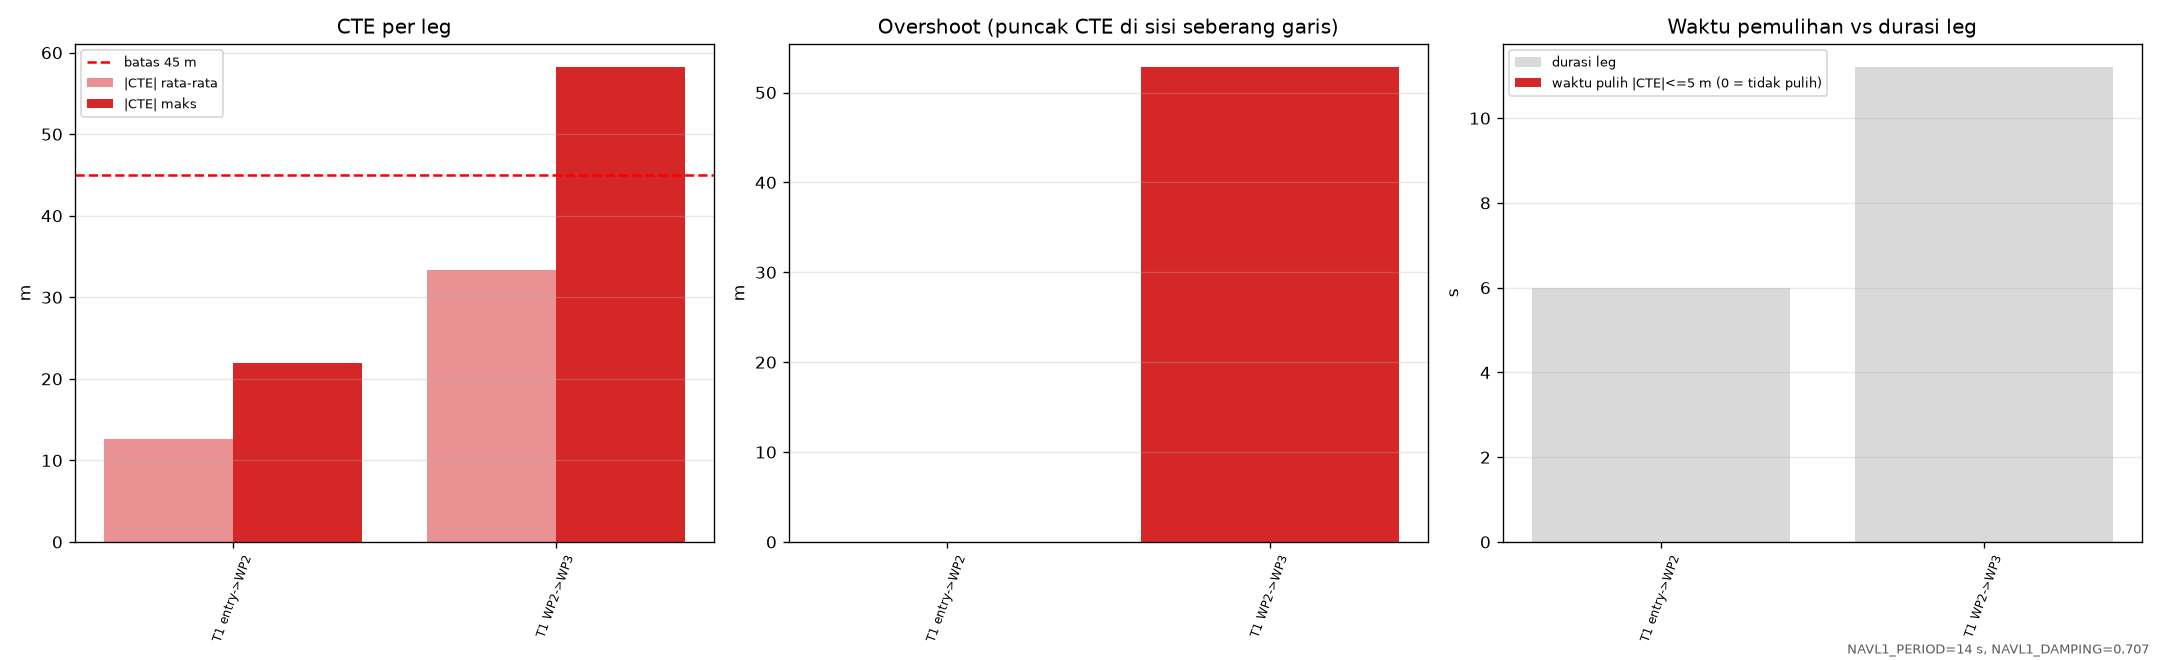 CTE per leg
60
50
40
30
20
10
0
m
batas 45 m
|CTE| rata-rata
|CTE| maks
T1 entry->WP2
T1 WP2->WP3
Overshoot (puncak CTE di sisi seberang garis)
50
40
30
20
10
0
m
T1 entry->WP2
T1 WP2->WP3
Waktu pemulihan vs durasi leg
10
8
6
4
2
0
s
durasi leg
waktu pulih |CTE|<=5 m (0 = tidak pulih)
T1 entry->WP2
T1 WP2->WP3
NAVL1_PERIOD=14 s, NAVL1_DAMPING=0.707